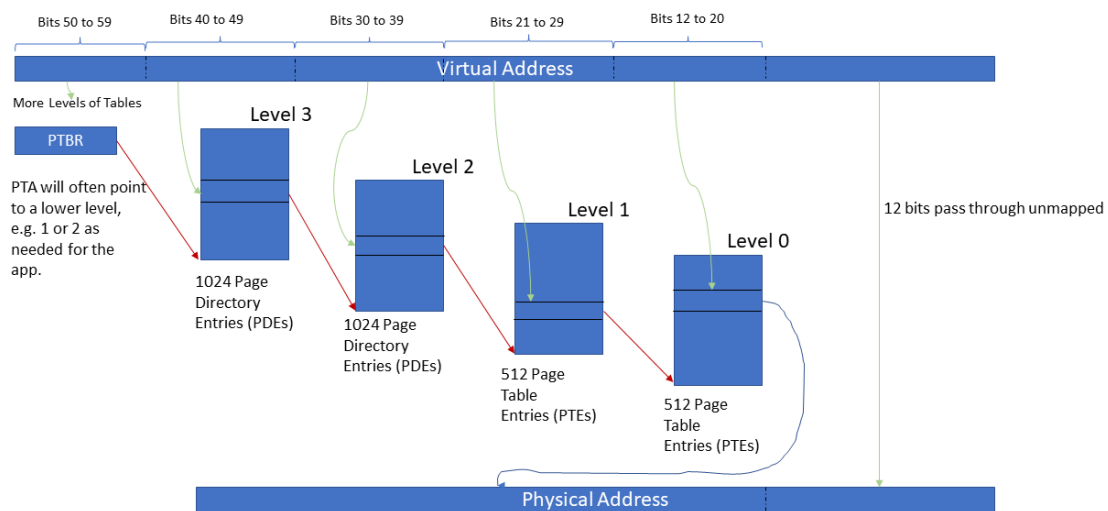 Bits 50 to 59
Bits 40 to 49
Bits 30 to 39
Bits 21 to 29
Bits 12 to 20
Virtual Address
More Levels of Tables
PTBR
Level 3
Level 2
Level 1
Level 0
PTA will often point
to a lower level,
e.g. 1 or 2 as
needed for the
app.
12 bits pass through unmapped
1024 Page
Directory
Entries (PDEs)
1024 Page
Directory
Entries (PDEs)
512 Page
Table
Entries (PTEs)
512 Page
Table
Entries (PTEs)
Physical Address